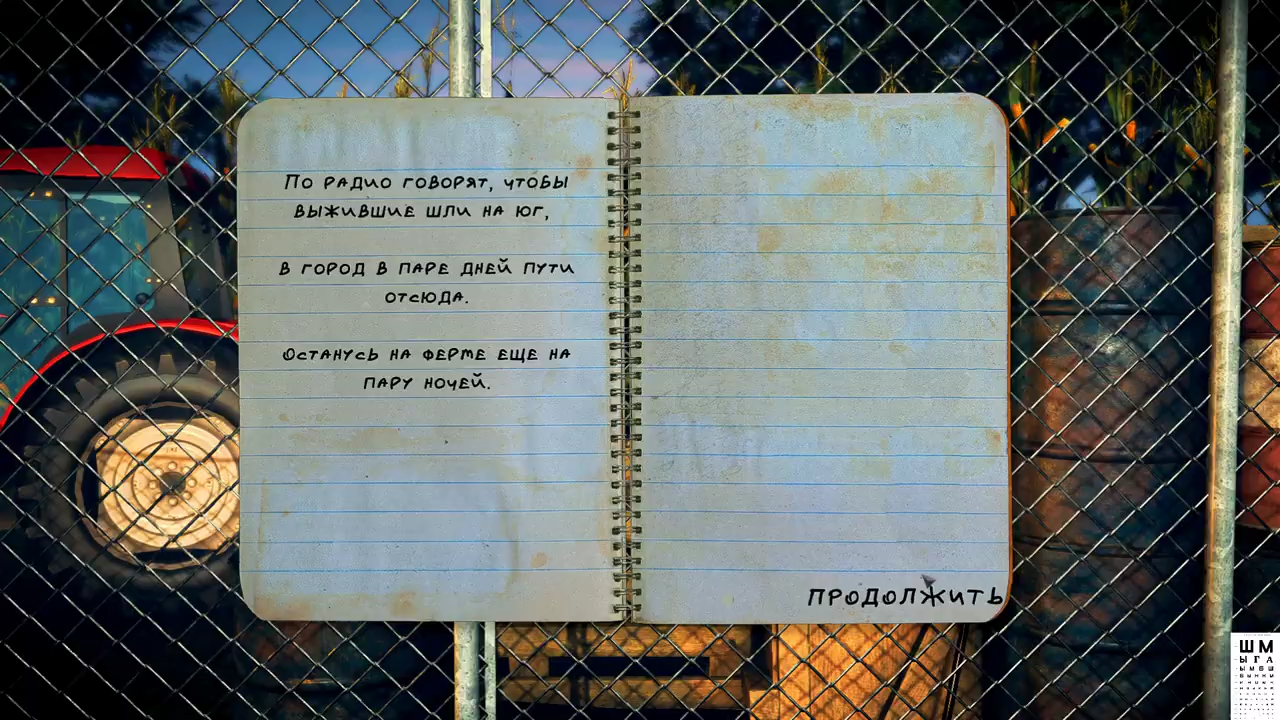 По радио говорят, чтобы
выжившие шли на юг,
в город в паре дней пути
отсюда.
Останусь на ферме еще на
пару ночей.
ПРОДОЛЖИТЬ
Ш М
Ы Г А